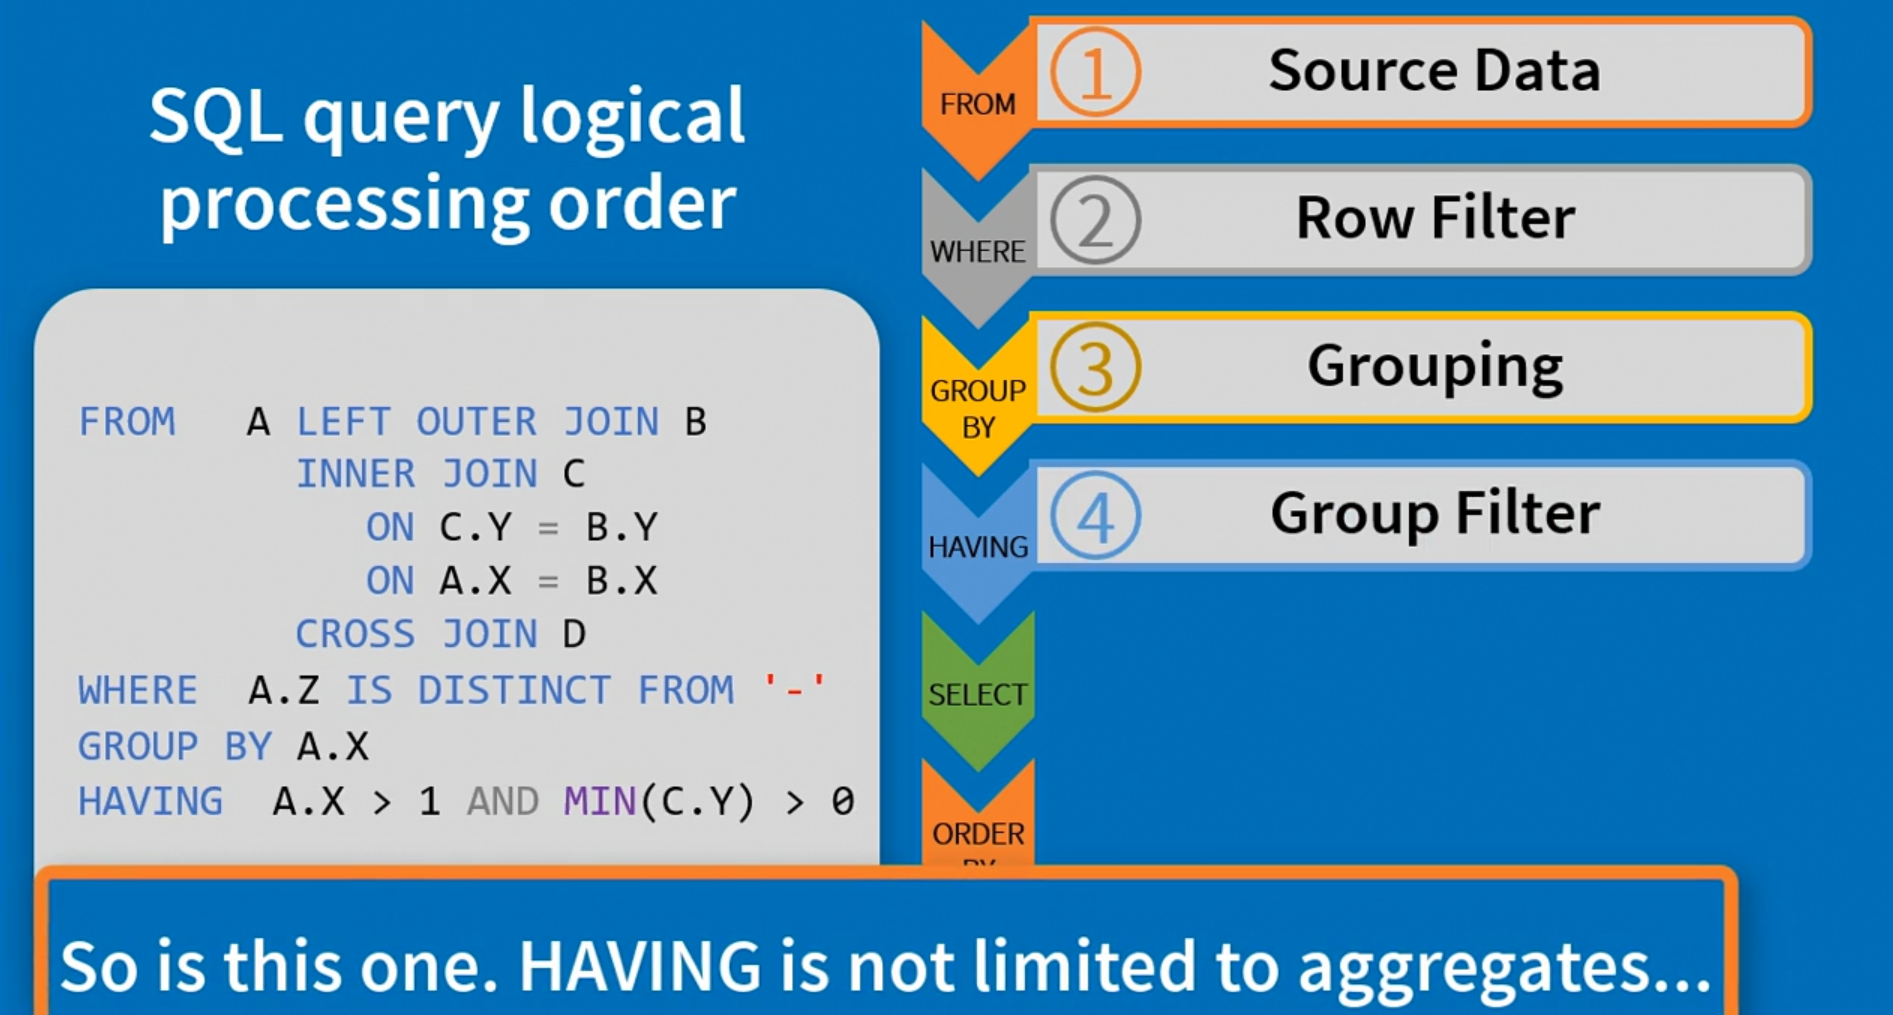 SQL query logical
processing order
FROM   A LEFT OUTER JOIN B
INNER JOIN C
ON C.Y = B.Y
ON A.X = B.X
CROSS JOIN D
WHERE  A.Z IS DISTINCT FROM '-'
GROUP BY A.X
HAVING  A.X > 1 AND MIN(C.Y) > 0
FROM
1 Source Data
WHERE
2 Row Filter
GROUP
BY
3 Grouping
HAVING
4 Group Filter
SELECT
ORDER
BY
So is this one. HAVING is not limited to aggregates...